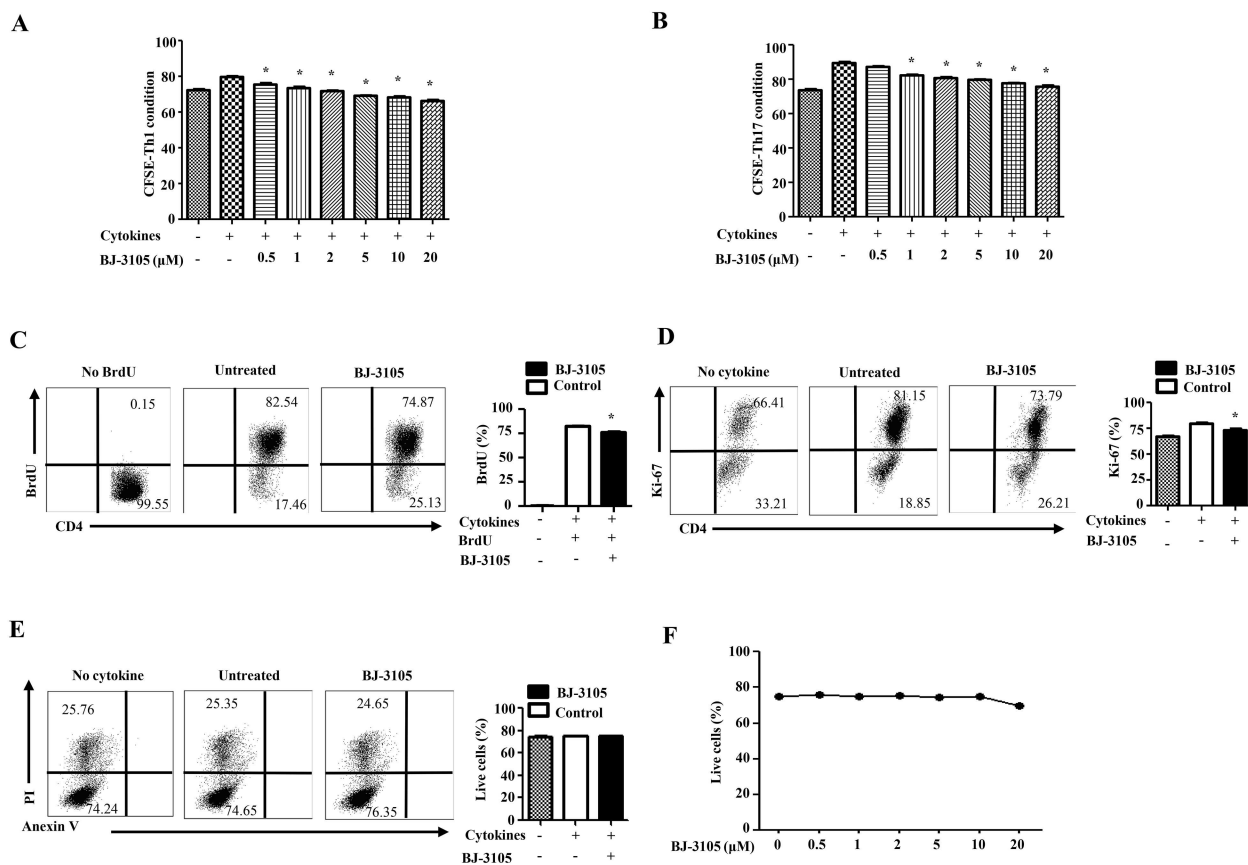 A
CFSE-Th1 condition
100
80
60
40
20
0
* * * * * *
Cytokines - + + + + + + +
BJ-3105 (μM) - - 0.5 1 2 5 10 20
B
CFSE-Th17 condition
100
80
60
40
20
0
* * * * *
Cytokines - + + + + + + +
BJ-3105 (μM) - - 0.5 1 2 5 10 20
C
No BrdU Untreated BJ-3105
0.15 82.54 74.87
99.55 17.46 25.13
BrdU
CD4
BJ-3105
Control
BrdU (%)
100
75
50
25
0
*
Cytokines - + +
BrdU - + +
BJ-3105 - - +
D
No cytokine Untreated BJ-3105
66.41 81.15 73.79
33.21 18.85 26.21
Ki-67
CD4
BJ-3105
Control
Ki-67 (%)
100
75
50
25
0
*
Cytokines - + +
BJ-3105 - - +
E
No cytokine Untreated BJ-3105
25.76 25.35 24.65
74.24 74.65 76.35
PI
Anexin V
BJ-3105
Control
Live cells (%)
100
80
60
40
20
0
Cytokines - + +
BJ-3105 - - +
F
Live cells (%)
100
80
60
40
20
0
BJ-3105 (μM) 0 0.5 1 2 5 10 20